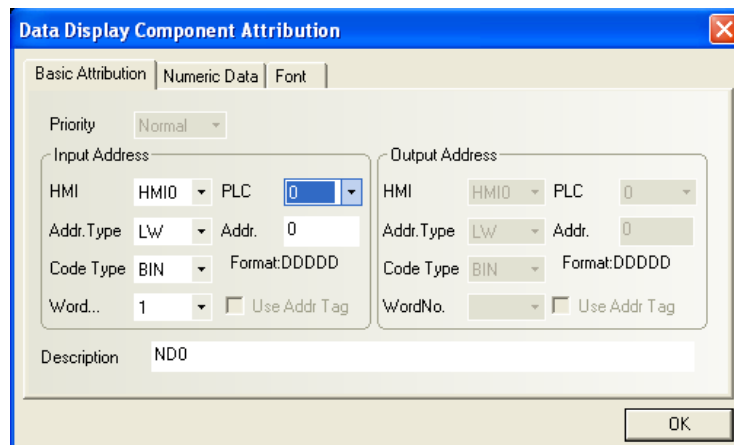 Data Display Component Attribution
Basic Attribution Numeric Data Font
Priority Normal
Input Address Output Address
HMI HMI0 PLC 0 HMI HMI0 PLC 0
Addr.Type LW Addr. 0 Addr.Type LW Addr. 0
Code Type BIN Format:DDDDD Code Type BIN Format:DDDDD
Word... 1 Use Addr Tag WordNo. Use Addr Tag
Description ND0
OK